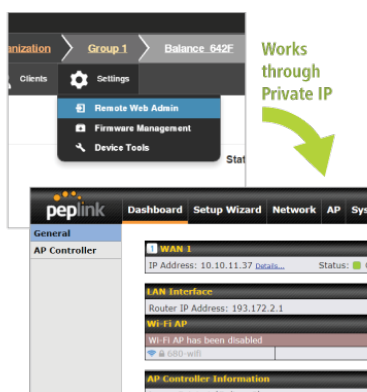 anization
Group 1
Balance 642F
Works
through
Private IP
Clients
Settings
Remote Web Admin
Firmware Management
Device Tools
Stat
peplink
Dashboard Setup Wizard Network AP Sys
General
AP Controller
1 WAN 1
IP Address: 10.10.11.37 Details... Status:
LAN Interface
Router IP Address: 193.172.2.1
Wi-Fi AP
Wi-Fi AP has been disabled
680-wifi
AP Controller Information